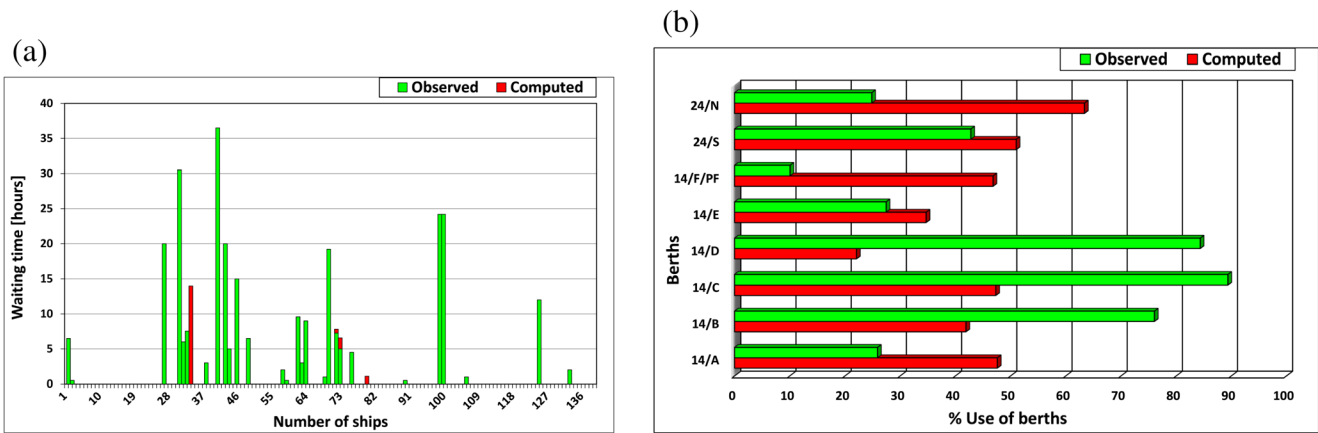 (a)
Observed Computed
Waiting time [hours]
40
35
30
25
20
15
10
5
0
1 10 19 28 37 46 55 64 73 82 91 100 109 118 127 136
Number of ships
(b)
Observed Computed
Berths
24/N
24/S
14/F/PF
14/E
14/D
14/C
14/B
14/A
0 10 20 30 40 50 60 70 80 90 100
% Use of berths